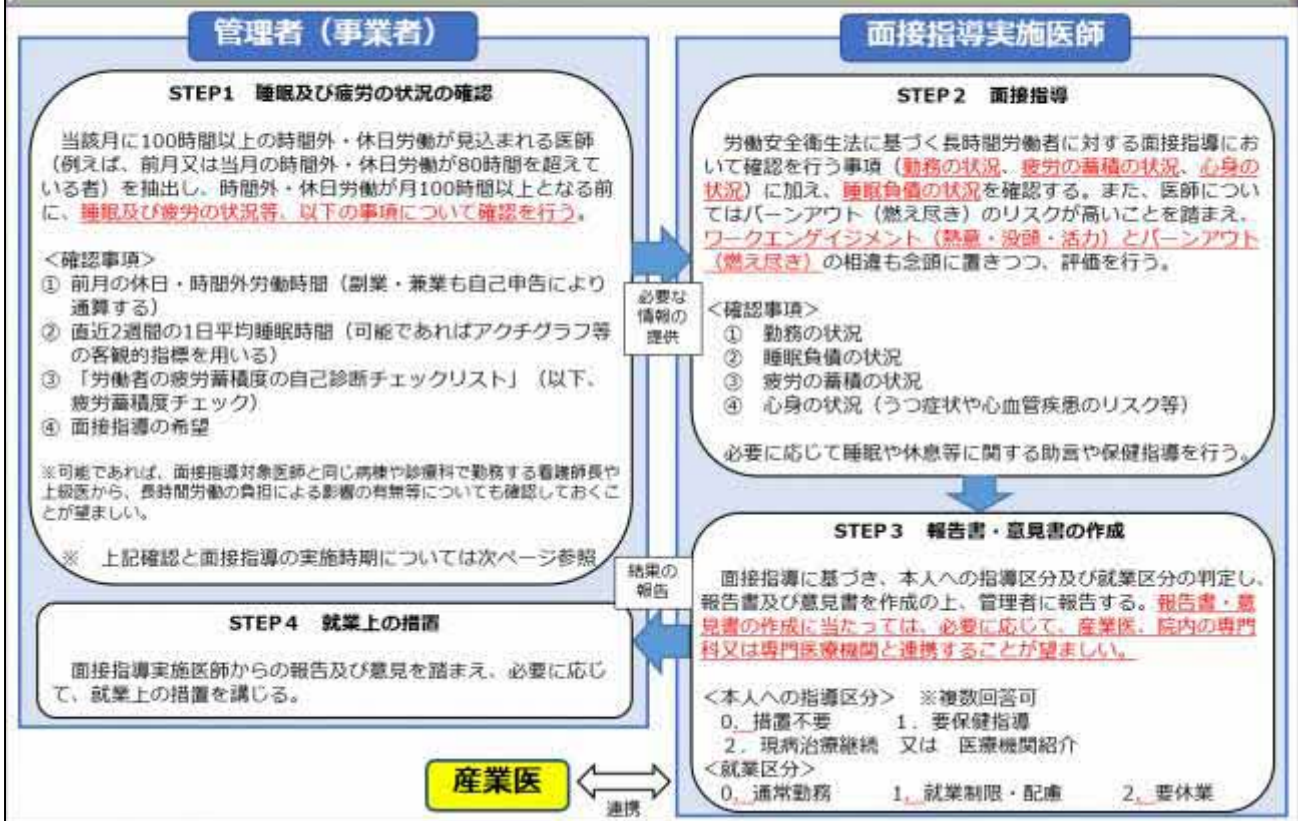 管理者（事業者）
STEP1　睡眠及び疲労の状況の確認
当該月に100時間以上の時間外・休日労働が見込まれる医師
（例えば、前月又は当月の時間外・休日労働が80時間を超えて
いる者）を抽出し、時間外・休日労働が月100時間以上となる前
に、睡眠及び疲労の状況等、以下の事項について確認を行う。
＜確認事項＞
① 前月の休日・時間外労働時間（副業・兼業も自己申告により
通算する）
② 直近2週間の1日平均睡眠時間（可能であればアクチグラフ等
の客観的指標を用いる）
③ 「労働者の疲労蓄積度の自己診断チェックリスト」（以下、
疲労蓄積度チェック）
④ 面接指導の希望
※可能であれば、面接指導対象医師と同じ病棟や診療科で勤務する看護師長や
上級医から、長時間労働の負担による影響の有無等についても確認しておくこ
とが望ましい。
※　上記確認と面接指導の実施時期については次ページ参照
必要な
情報の
提供
面接指導実施医師
STEP２　面接指導
労働安全衛生法に基づく長時間労働者に対する面接指導にお
いて確認を行う事項（勤務の状況、疲労の蓄積の状況、心身の
状況）に加え、睡眠負債の状況を確認する。また、医師につい
てはバーンアウト（燃え尽き）のリスクが高いことを踏まえ、
ワークエンゲイジメント（熱意・没頭・活力）とバーンアウト
（燃え尽き）の相違も念頭に置きつつ、評価を行う。
＜確認事項＞
①　勤務の状況
②　睡眠負債の状況
③　疲労の蓄積の状況
④　心身の状況（うつ症状や心血管疾患のリスク等）
必要に応じて睡眠や休息等に関する助言や保健指導を行う。
STEP３　報告書・意見書の作成
面接指導に基づき、本人への指導区分及び就業区分の判定し、
報告書及び意見書を作成の上、管理者に報告する。報告書・意
見書の作成に当たっては、必要に応じて、産業医、院内の専門
科又は専門医療機関と連携することが望ましい。
＜本人への指導区分＞　※複数回答可
0．措置不要　　1．要保健指導
2．現病治療継続　又は　医療機関紹介
＜就業区分＞
0．通常勤務　　1．就業制限・配慮　　2．要休業
結果の
報告
STEP４　就業上の措置
面接指導実施医師からの報告及び意見を踏まえ、必要に応じ
て、就業上の措置を講じる。
産業医
連携